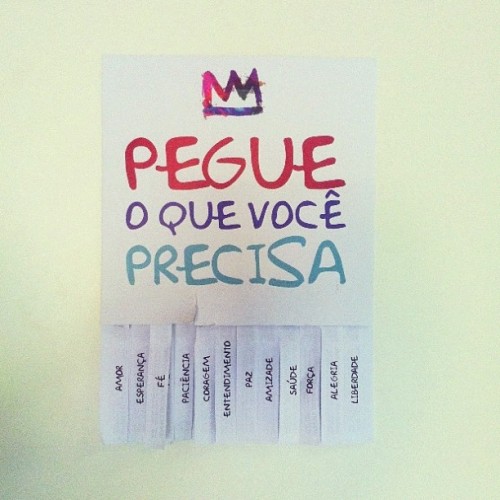 PEGUE
O QUE VOCÊ
PRECISA
AMOR
ESPERANÇA
FÉ
PACIÊNCIA
CORAGEM
ENTENDIMENTO
PAZ
AMIZADE
SAÚDE
FORÇA
ALEGRIA
LIBERDADE